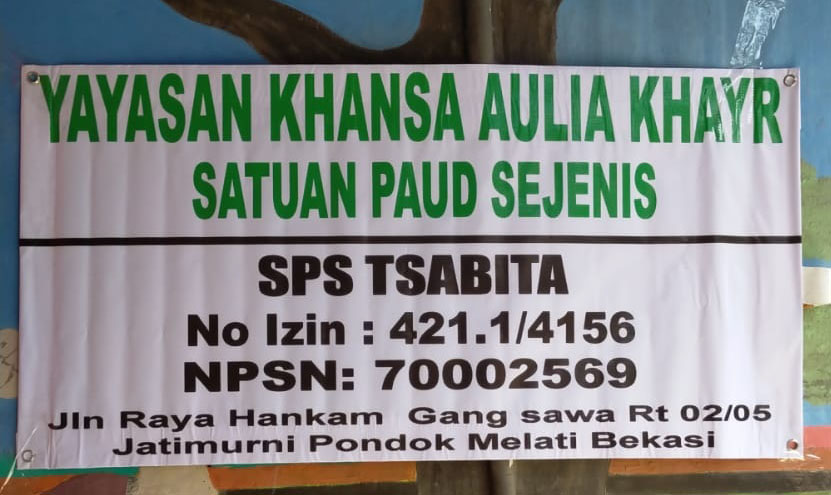 YAYASAN KHANSA AULIA KHAYR
SATUAN PAUD SEJENIS
SPS TSABITA
No Izin : 421.1/4156
NPSN: 70002569
Jln Raya Hankam Gang sawa Rt 02/05
Jatimurni Pondok Melati Bekasi